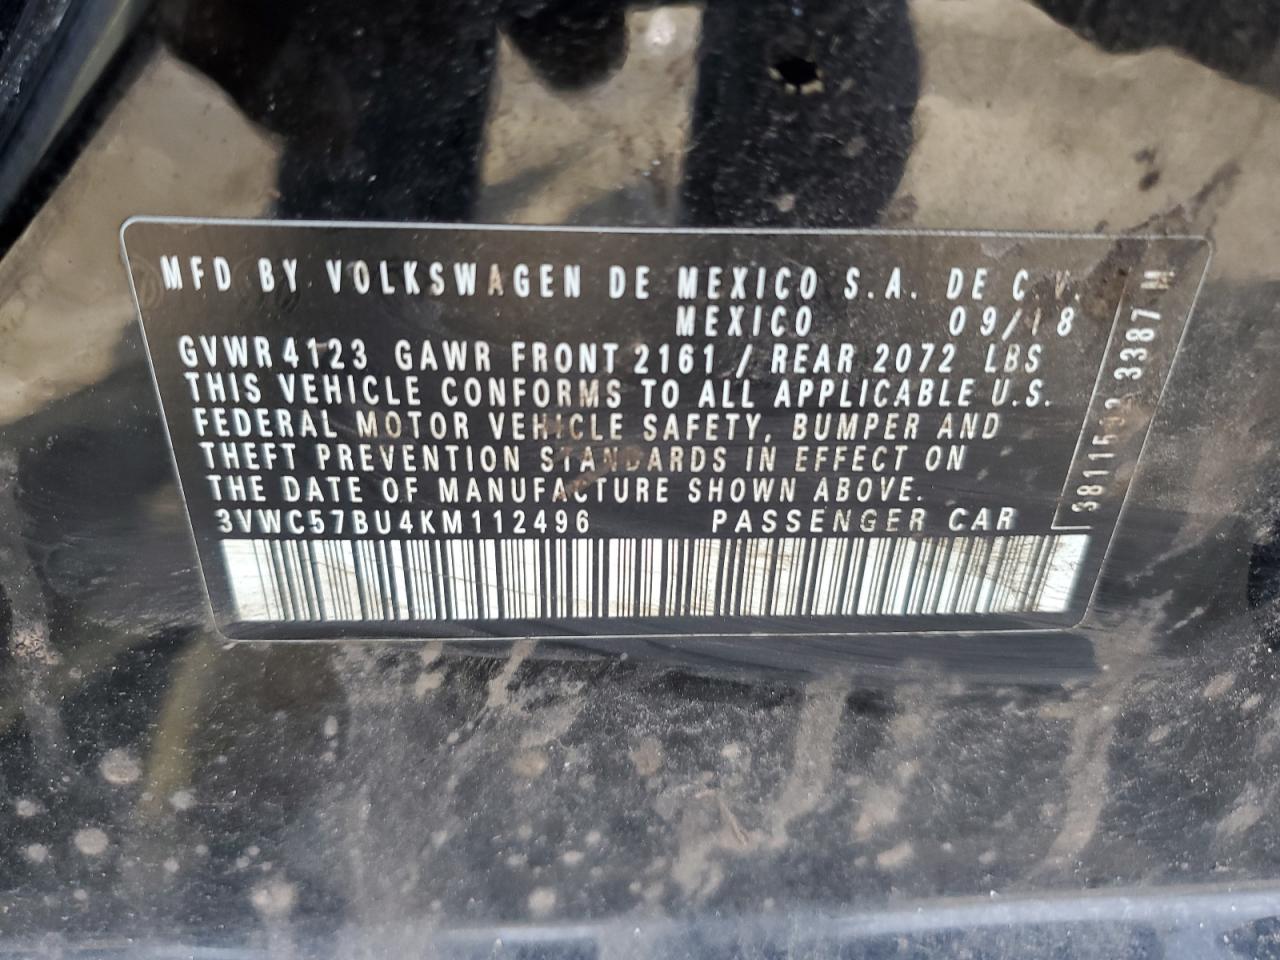 MFD BY VOLKSWAGEN DE MEXICO S.A. DE C.V.
MEXICO 09/18
GVWR 4123 GAWR FRONT 2161 / REAR 2072 LBS
THIS VEHICLE CONFORMS TO ALL APPLICABLE U.S.
FEDERAL MOTOR VEHICLE SAFETY, BUMPER AND
THEFT PREVENTION STANDARDS IN EFFECT ON
THE DATE OF MANUFACTURE SHOWN ABOVE.
3VWC57BU4KM112496 PASSENGER CAR
3387 M